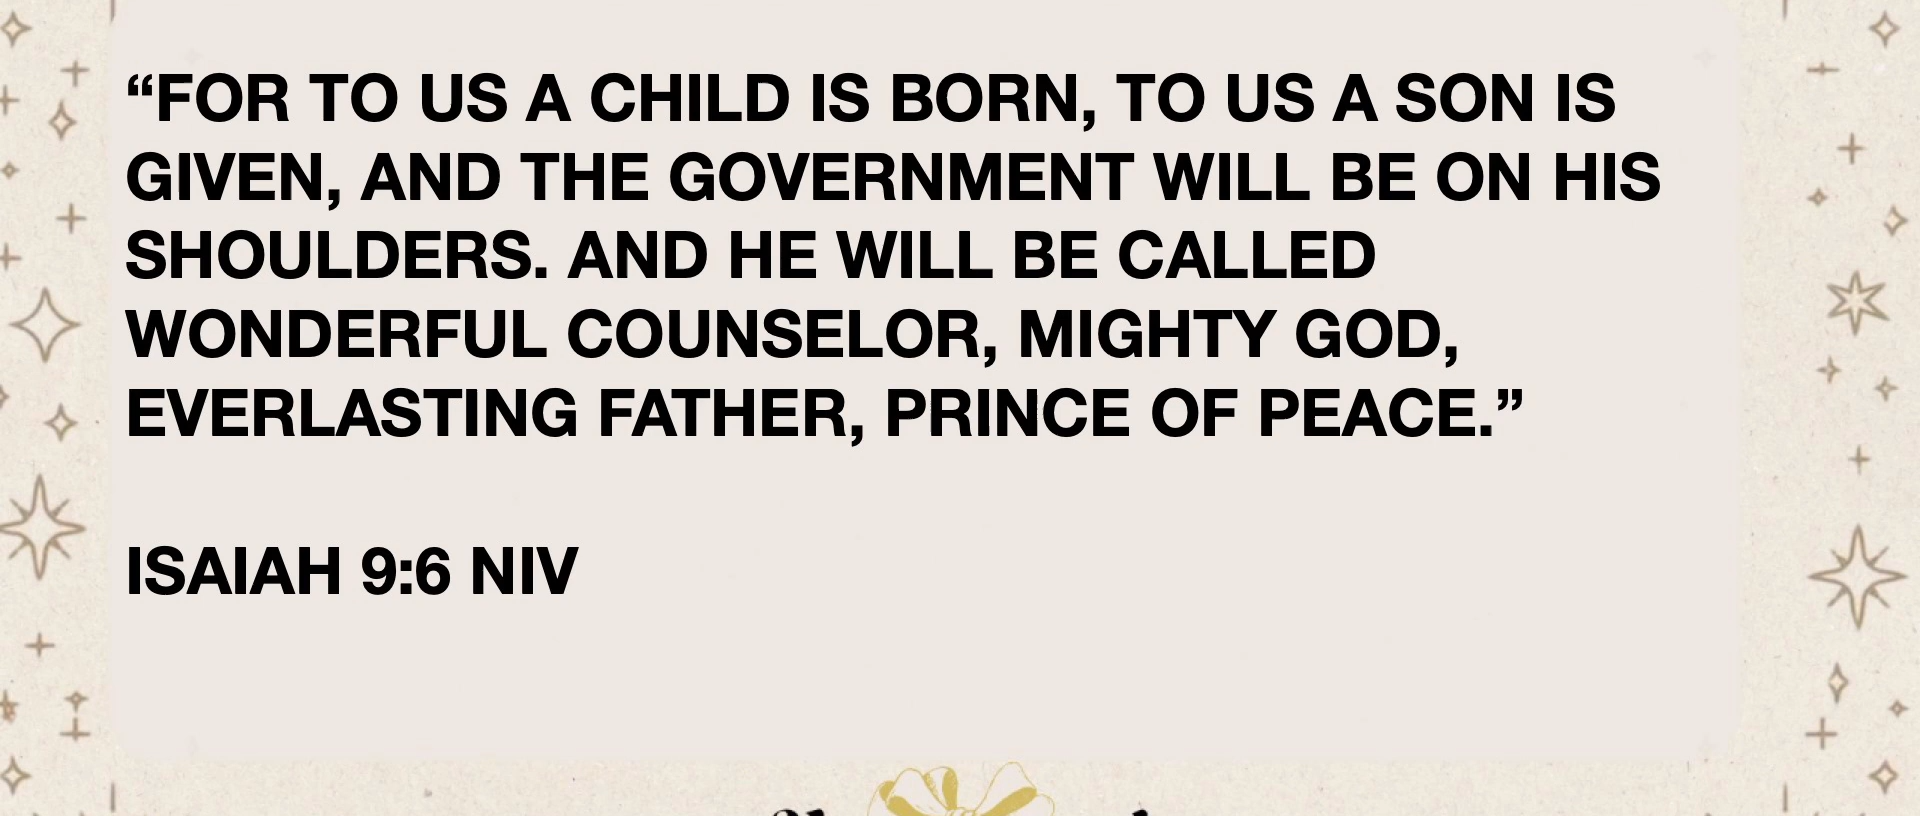 “FOR TO US A CHILD IS BORN, TO US A SON IS
GIVEN, AND THE GOVERNMENT WILL BE ON HIS
SHOULDERS. AND HE WILL BE CALLED
WONDERFUL COUNSELOR, MIGHTY GOD,
EVERLASTING FATHER, PRINCE OF PEACE.”
ISAIAH 9:6 NIV